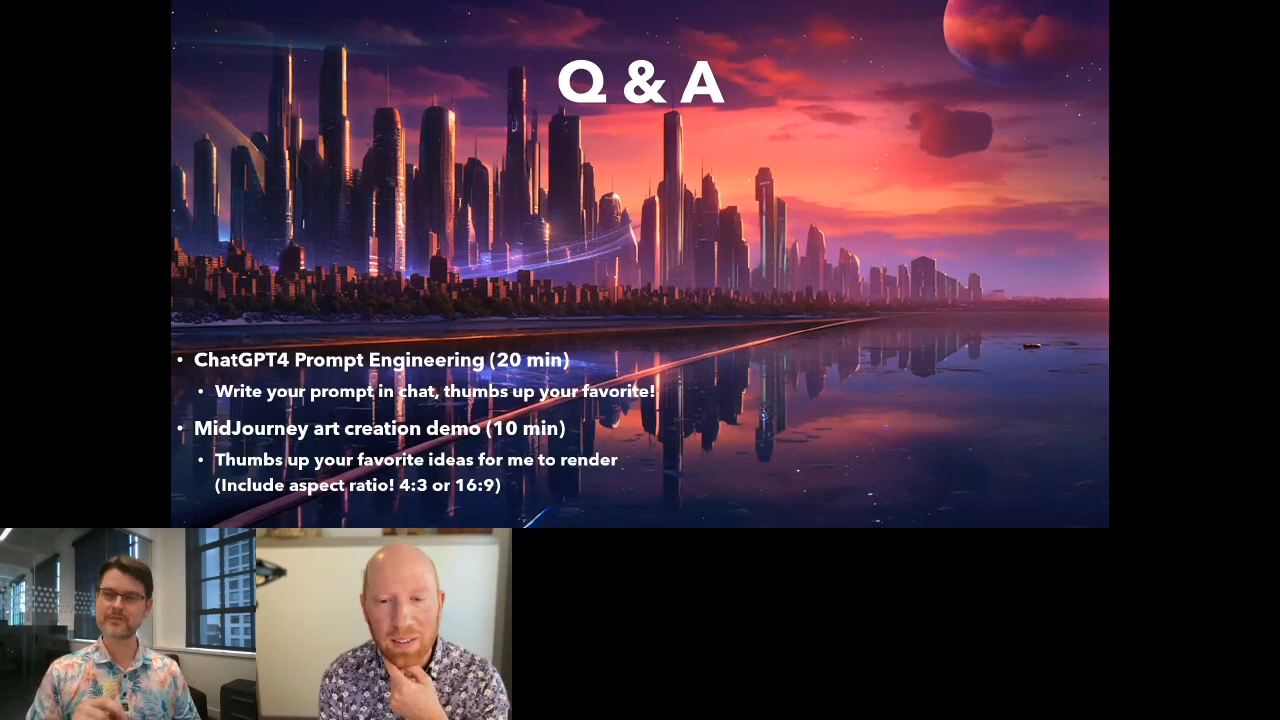 Q & A
• ChatGPT4 Prompt Engineering (20 min)
• Write your prompt in chat, thumbs up your favorite!
• MidJourney art creation demo (10 min)
• Thumbs up your favorite ideas for me to render
(Include aspect ratio! 4:3 or 16:9)